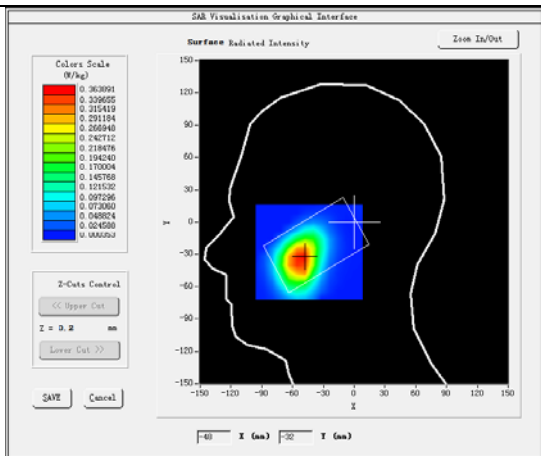 SAR Visualisation Graphical Interface
Surface Radiated Intensity
Zoom In/Out
Colors Scale
(W/kg)
0.363891
0.339655
0.315419
0.291184
0.266948
0.242712
0.218476
0.194240
0.170004
0.145768
0.121532
0.097296
0.073060
0.048824
0.024588
0.000353
Z-Cuts Control
<< Upper Cut
Z = 0.2 mm
Lower Cut >>
SAVE
Cancel
150
120
90
60
30
0
-30
-60
-90
-120
-150
Y
-150 -120 -90 -60 -30 0 30 60 90 120 150
X
-48 X (mm) -32 Y (mm)